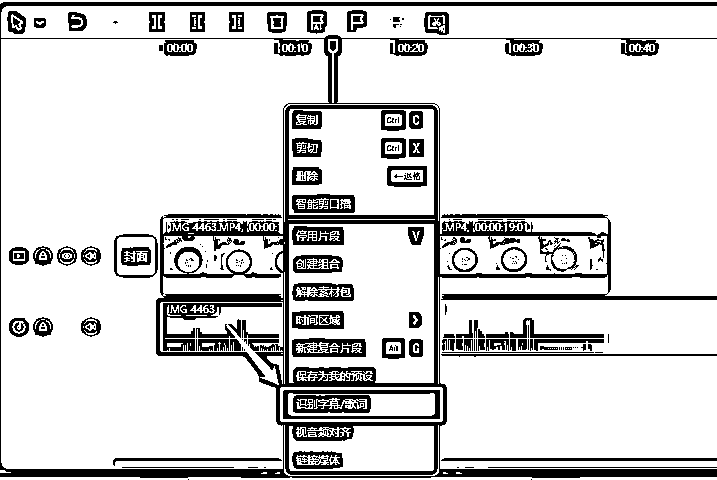 00:00 00:10 00:20 00:30 00:40
复制 Ctrl C
剪切 Ctrl X
删除 ←退格
智能剪口播
停用片段 V
创建组合
解除素材包
时间区域
新建复合片段 Alt G
保存为我的预设
识别字幕/歌词
视音频对齐
链接媒体
封面
IMG 4463.MP4, (00:00:
.MP4, (00:00:19:01)
IMG 4463